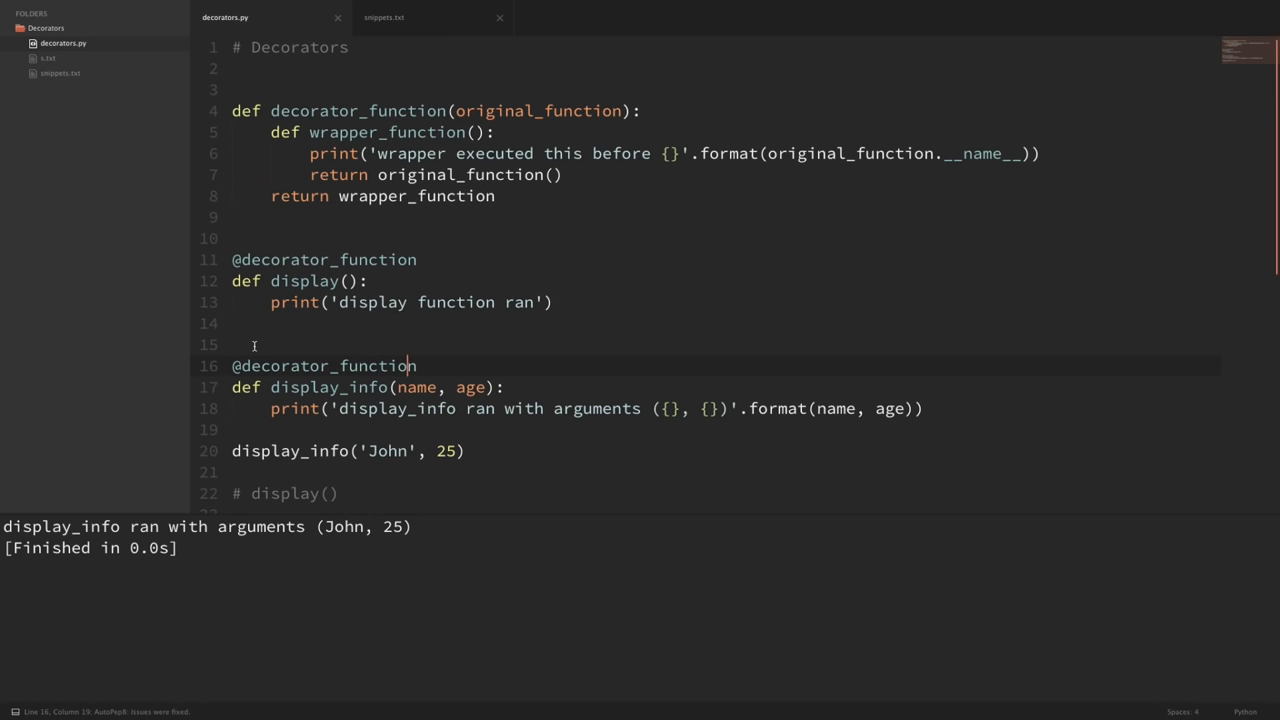 FOLDERS
Decorators
decorators.py
s.txt
snippets.txt
decorators.py
snippets.txt
1 # Decorators
2
3
4 def decorator_function(original_function):
5     def wrapper_function():
6         print('wrapper executed this before {}'.format(original_function.__name__))
7         return original_function()
8     return wrapper_function
9
10
11 @decorator_function
12 def display():
13     print('display function ran')
14
15
16 @decorator_function
17 def display_info(name, age):
18     print('display_info ran with arguments ({}, {})'.format(name, age))
19
20 display_info('John', 25)
21
22 # display()
display_info ran with arguments (John, 25)
[Finished in 0.0s]
Line 16, Column 19; AutoPep8: Issues were fixed.
Spaces: 4
Python